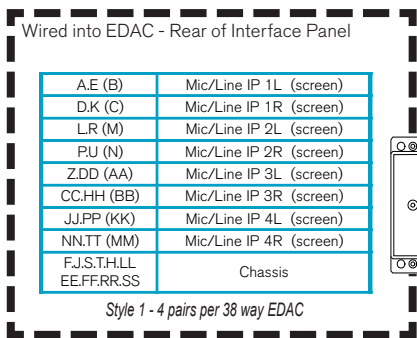 Wired into EDAC - Rear of Interface Panel
A.E (B) Mic/Line IP 1L (screen)
D.K (C) Mic/Line IP 1R (screen)
L.R (M) Mic/Line IP 2L (screen)
P.U (N) Mic/Line IP 2R (screen)
Z.DD (AA) Mic/Line IP 3L (screen)
CC.HH (BB) Mic/Line IP 3R (screen)
JJ.PP (KK) Mic/Line IP 4L (screen)
NN.TT (MM) Mic/Line IP 4R (screen)
F.J.S.T.H.LL
EE.FF.RR.SS Chassis
Style 1 - 4 pairs per 38 way EDAC